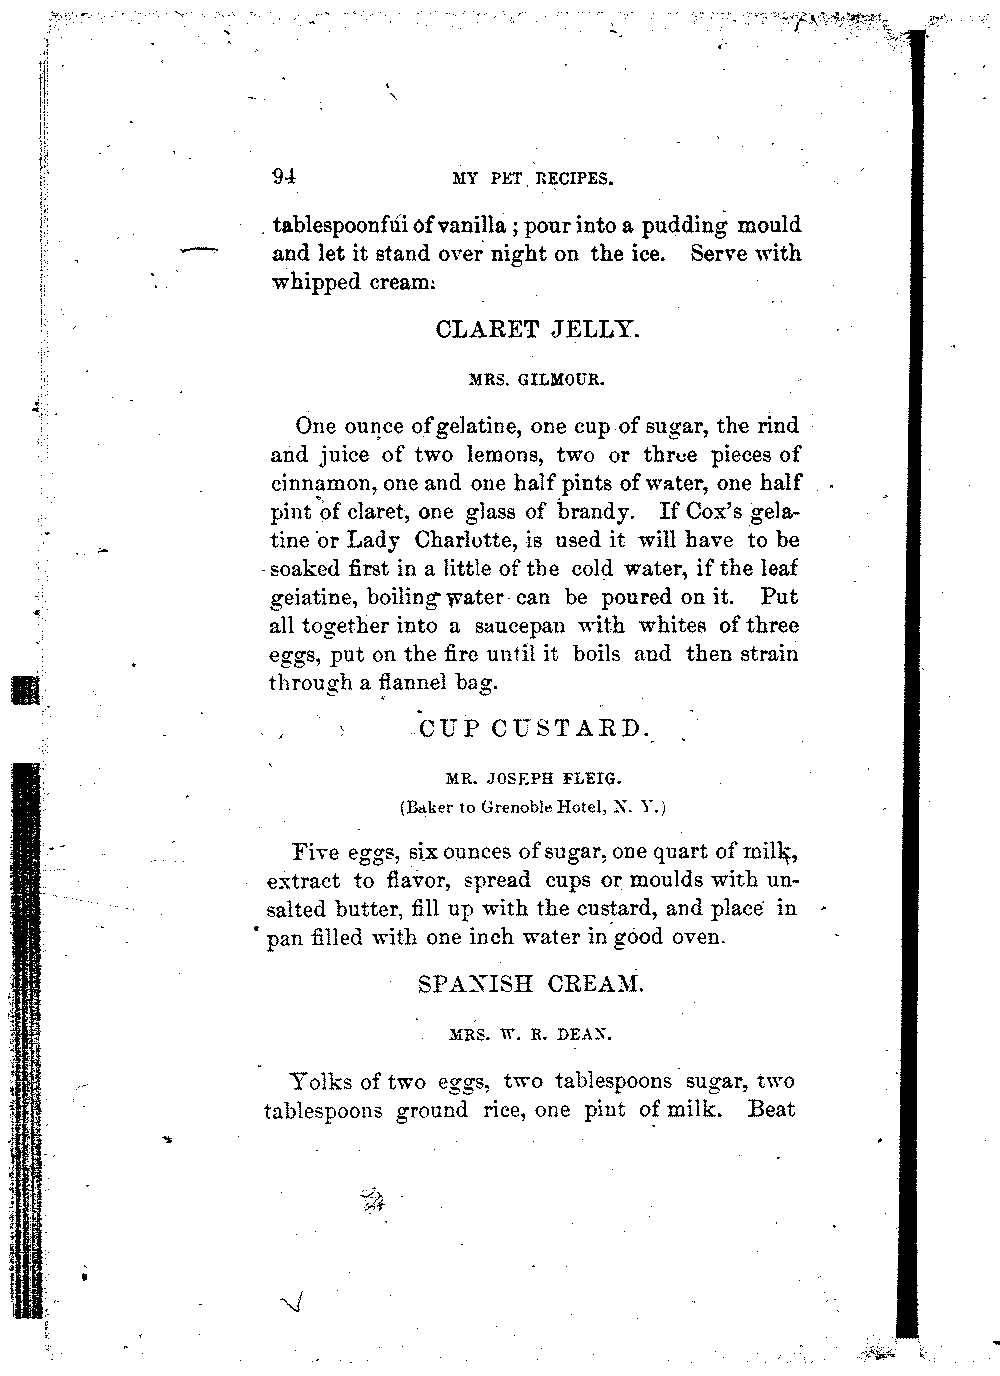 94 MY PET RECIPES.
tablespoonful of vanilla ; pour into a pudding mould
and let it stand over night on the ice. Serve with
whipped cream.
CLARET JELLY.
MRS. GILMOUR.
One ounce of gelatine, one cup of sugar, the rind
and juice of two lemons, two or three pieces of
cinnamon, one and one half pints of water, one half
pint of claret, one glass of brandy. If Cox's gela-
tine or Lady Charlotte, is used it will have to be
soaked first in a little of the cold water, if the leaf
gelatine, boiling water can be poured on it. Put
all together into a saucepan with whites of three
eggs, put on the fire until it boils and then strain
through a flannel bag.
CUP CUSTARD.
MR. JOSEPH FLEIG.
(Baker to Grenoble Hotel, N. Y.)
Five eggs, six ounces of sugar, one quart of milk,
extract to flavor, spread cups or moulds with un-
salted butter, fill up with the custard, and place in
pan filled with one inch water in good oven.
SPANISH CREAM.
MRS. W. R. DEAN.
Yolks of two eggs, two tablespoons sugar, two
tablespoons ground rice, one pint of milk. Beat